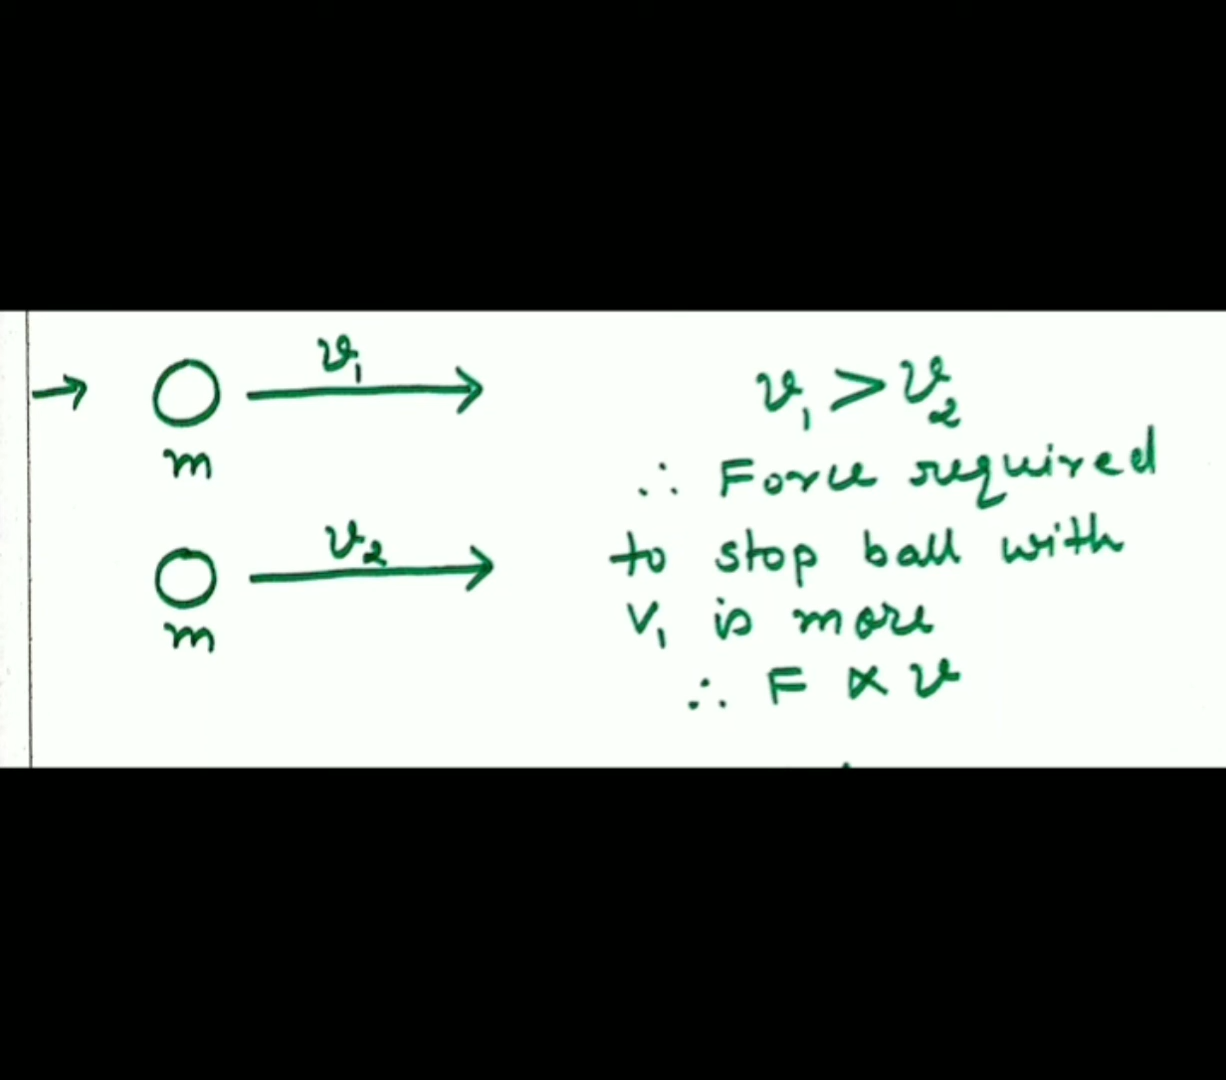 → v₁
m
v₂
m
v₁ > v₂
∴ Force required
to stop ball with
V₁ is more
∴ F ∝ v